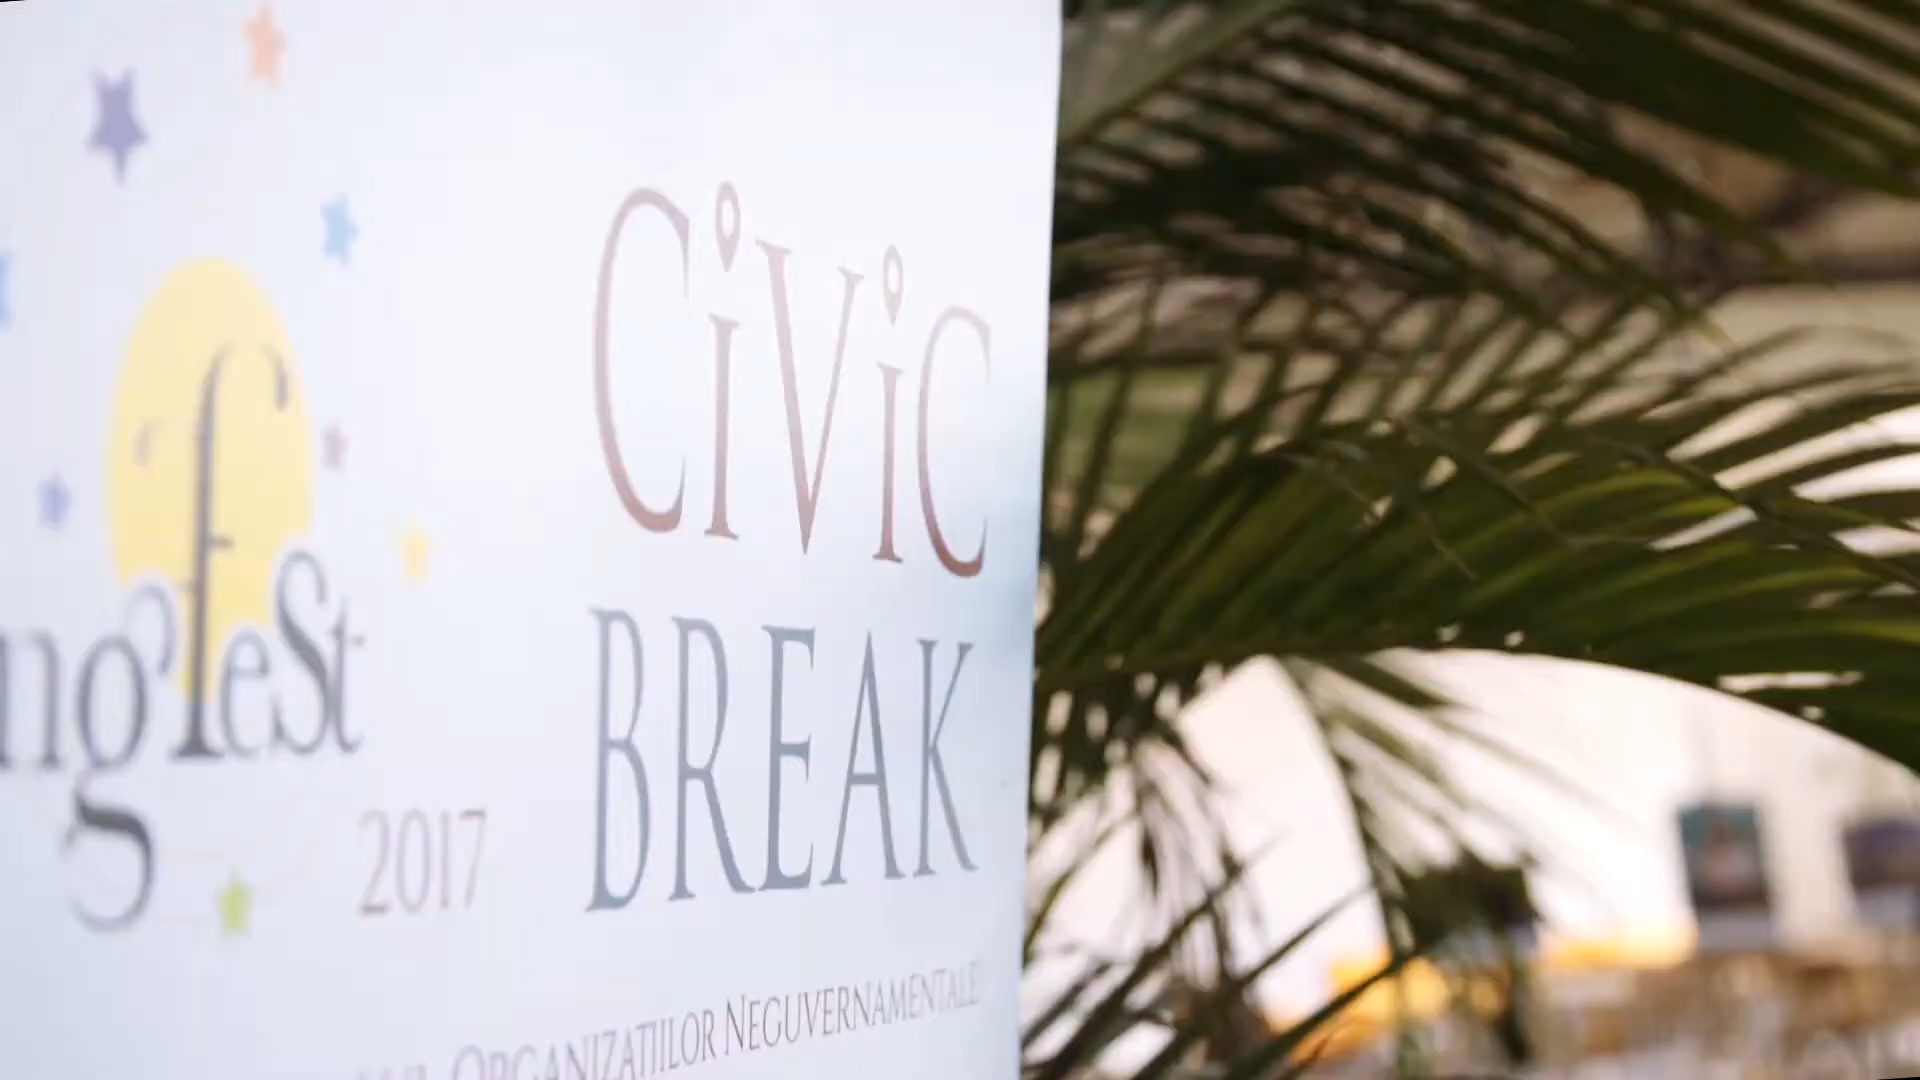 ngfeSt
2017
CiViC
BREAK
ORGANIZATIILOR NEGUVERNAMENTALE